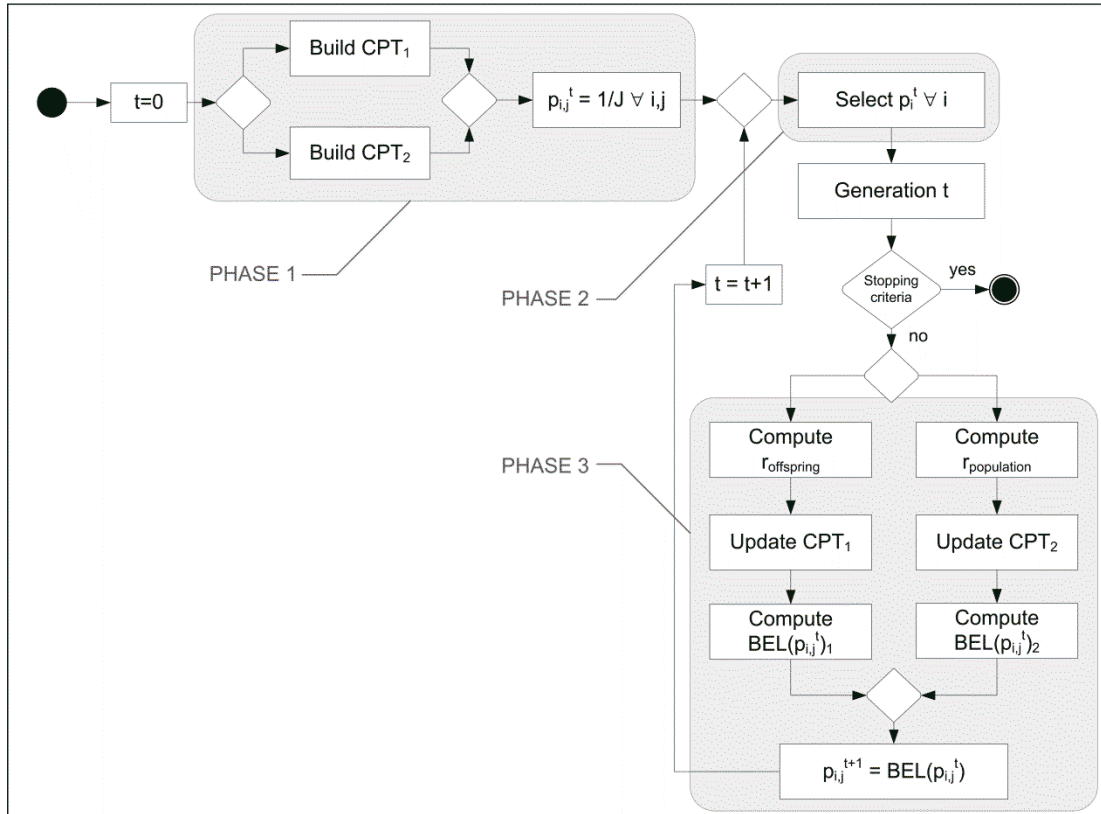 t=0
Build CPT₁
Build CPT₂
pᵢ,ⱼᵗ = 1/J ∀ i,j
Select pᵢᵗ ∀ i
Generation t
Stopping
criteria
yes
no
PHASE 1
PHASE 2
t = t+1
PHASE 3
Compute
r_offspring
Compute
r_population
Update CPT₁
Update CPT₂
Compute
BEL(pᵢ,ⱼᵗ)₁
Compute
BEL(pᵢ,ⱼᵗ)₂
pᵢ,ⱼᵗ⁺¹ = BEL(pᵢ,ⱼᵗ)